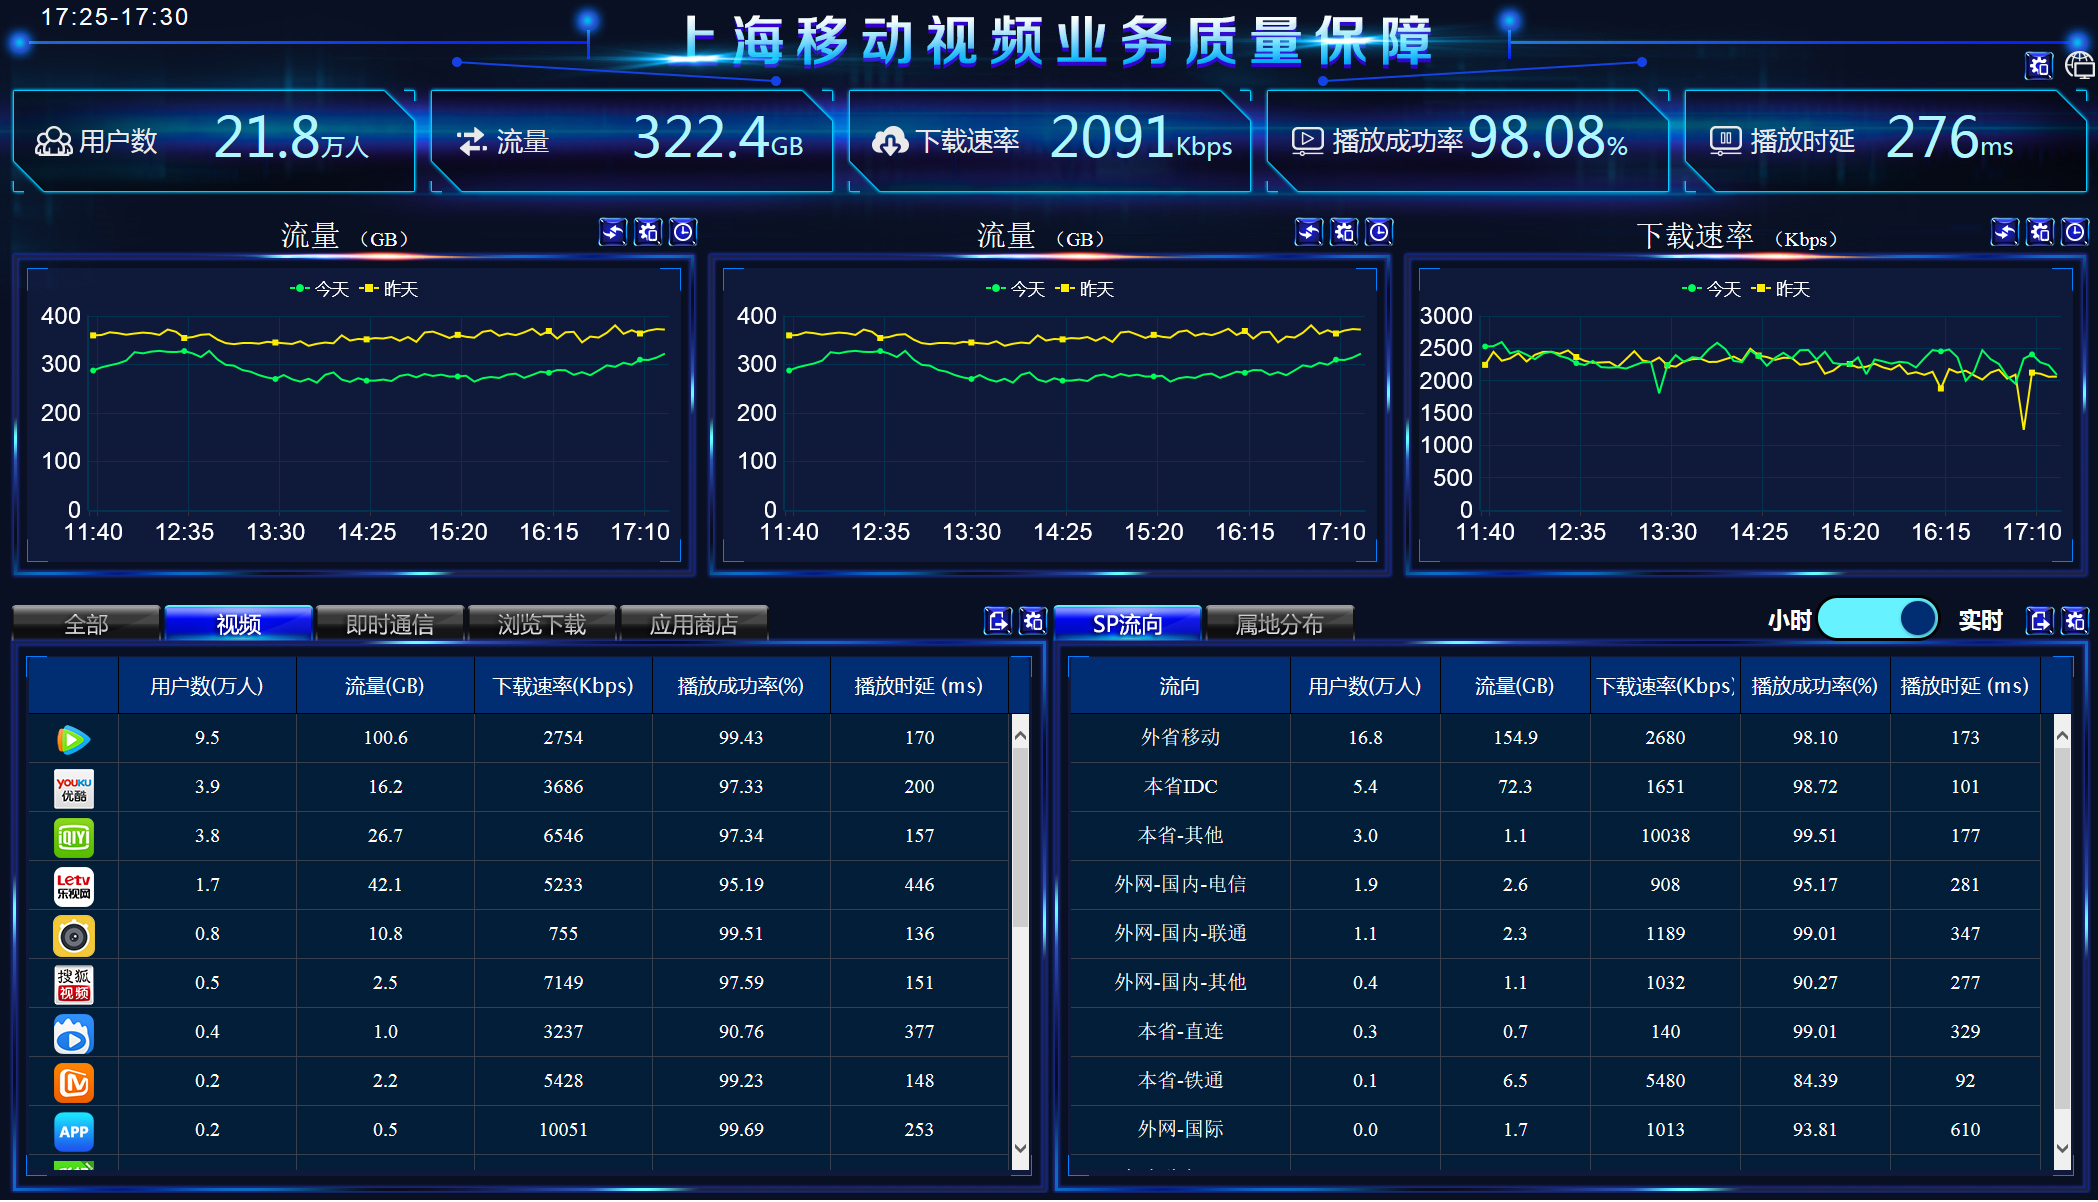 17:25-17:30
上海移动视频业务质量保障
用户数 21.8万人
流量 322.4GB
下载速率 2091Kbps
播放成功率 98.08%
播放时延 276ms
流量 （GB）
今天 昨天
400
300
200
100
0
11:40 12:35 13:30 14:25 15:20 16:15 17:10
流量 （GB）
今天 昨天
400
300
200
100
0
11:40 12:35 13:30 14:25 15:20 16:15 17:10
下载速率 （Kbps）
今天 昨天
3000
2500
2000
1500
1000
500
0
11:40 12:35 13:30 14:25 15:20 16:15 17:10
全部 视频 即时通信 浏览下载 应用商店
用户数(万人) 流量(GB) 下载速率(Kbps) 播放成功率(%) 播放时延 (ms)
9.5 100.6 2754 99.43 170
YOUKU
优酷
3.9 16.2 3686 97.33 200
iQIYI 3.8 26.7 6546 97.34 157
Letv
乐视网
1.7 42.1 5233 95.19 446
0.8 10.8 755 99.51 136
搜狐
视频
0.5 2.5 7149 97.59 151
0.4 1.0 3237 90.76 377
0.2 2.2 5428 99.23 148
APP 0.2 0.5 10051 99.69 253
SP流向 属地分布 小时 实时
流向 用户数(万人) 流量(GB) 下载速率(Kbps) 播放成功率(%) 播放时延 (ms)
外省移动 16.8 154.9 2680 98.10 173
本省IDC 5.4 72.3 1651 98.72 101
本省-其他 3.0 1.1 10038 99.51 177
外网-国内-电信 1.9 2.6 908 95.17 281
外网-国内-联通 1.1 2.3 1189 99.01 347
外网-国内-其他 0.4 1.1 1032 90.27 277
本省-直连 0.3 0.7 140 99.01 329
本省-铁通 0.1 6.5 5480 84.39 92
外网-国际 0.0 1.7 1013 93.81 610